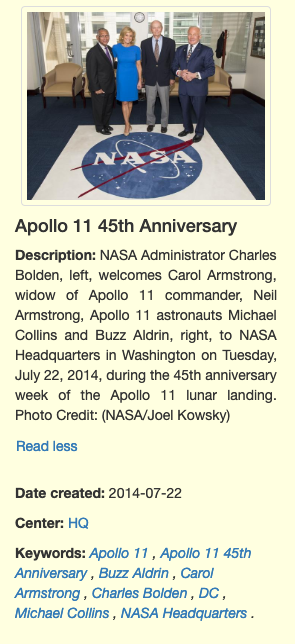 NASA
Apollo 11 45th Anniversary
Description: NASA Administrator Charles
Bolden, left, welcomes Carol Armstrong,
widow of Apollo 11 commander, Neil
Armstrong, Apollo 11 astronauts Michael
Collins and Buzz Aldrin, right, to NASA
Headquarters in Washington on Tuesday,
July 22, 2014, during the 45th anniversary
week of the Apollo 11 lunar landing.
Photo Credit: (NASA/Joel Kowsky)
Read less
Date created: 2014-07-22
Center: HQ
Keywords: Apollo 11 , Apollo 11 45th
Anniversary , Buzz Aldrin , Carol
Armstrong , Charles Bolden , DC ,
Michael Collins , NASA Headquarters .